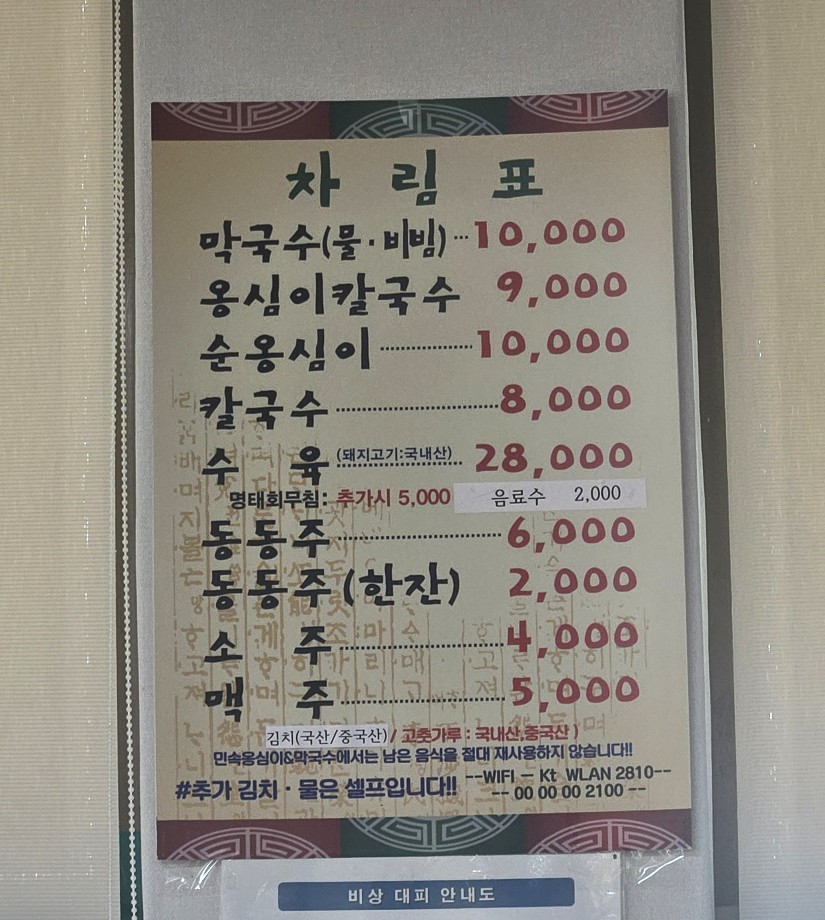 차 림 표
막국수(물·비빔)···10,000
옹심이칼국수 9,000
순옹심이 10,000
칼국수 8,000
수 육 (돼지고기:국내산) 28,000
명태회무침: 추가시 5,000 음료수 2,000
동동주 6,000
동동주(한잔) 2,000
소 주 4,000
맥 주 5,000
김치(국산/중국산) / 고춧가루 : 국내산,중국산 )
민속옹심이&막국수에서는 남은 음식을 절대 재사용하지 않습니다!!
#추가 김치 · 물은 셀프입니다!! --WIFI – Kt WLAN 2810--
-- 00 00 00 2100 --
비상 대피 안내도